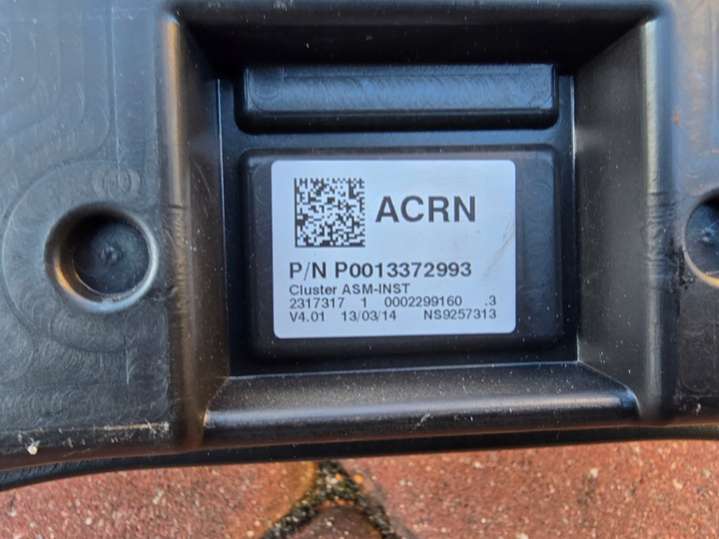 ACRN
P/N P0013372993
Cluster ASM-INST
2317317 1 0002299160 .3
V4.01 13/03/14 NS9257313